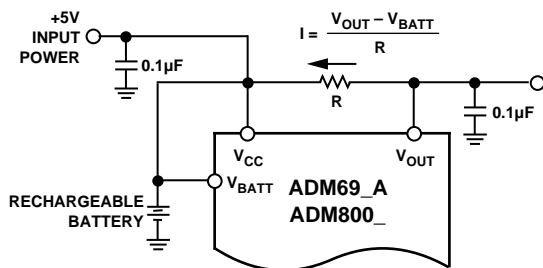 +5V
INPUT
POWER
0.1µF
I = V_OUT – V_BATT
R
R
0.1µF
V_CC
V_OUT
V_BATT
ADM69_A
ADM800_
RECHARGEABLE
BATTERY